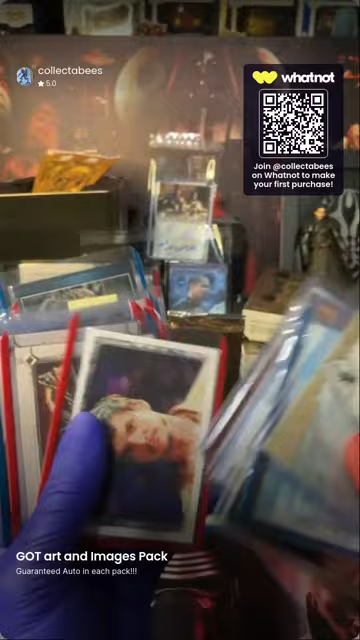 collectabees
★ 5.0
whatnot
Join @collectabees
on Whatnot to make
your first purchase!
GOT art and Images Pack
Guaranteed Auto in each pack!!!